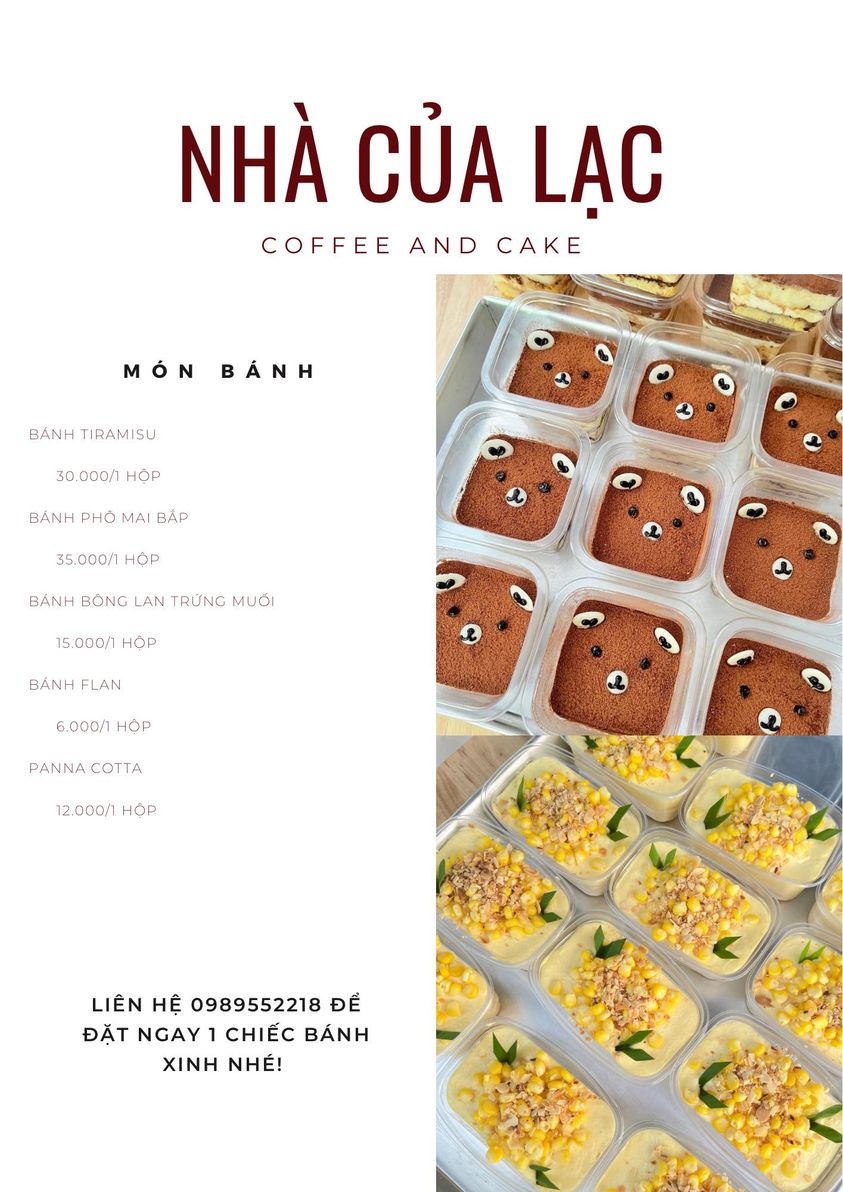 NHÀ CỦA LẠC
COFFEE AND CAKE
MÓN BÁNH
BÁNH TIRAMISU
30.000/1 HỘP
BÁNH PHÔ MAI BẮP
35.000/1 HỘP
BÁNH BÔNG LAN TRỨNG MUỐI
15.000/1 HỘP
BÁNH FLAN
6.000/1 HỘP
PANNA COTTA
12.000/1 HỘP
LIÊN HỆ 0989552218 ĐỂ
ĐẶT NGAY 1 CHIẾC BÁNH
XINH NHÉ!